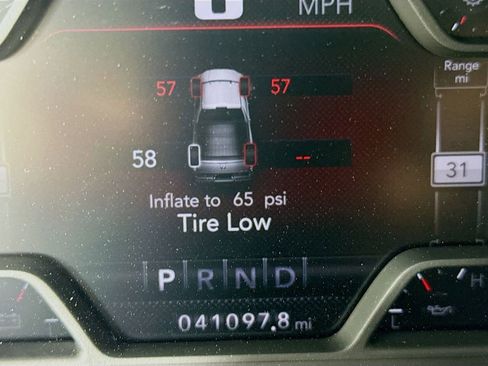 MPH
Range
mi
57 57
58 --
31
Inflate to 65 psi
Tire Low
P R N D
041097.8 mi
L
H